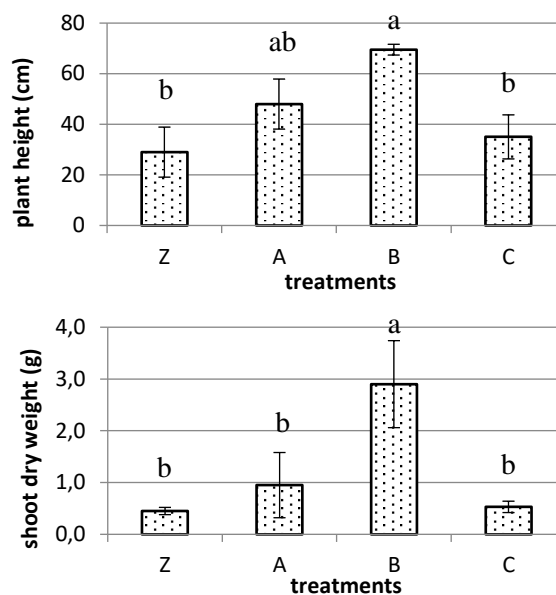 plant height (cm)
80
60
40
20
0
b
ab
a
b
Z A B C
treatments
shoot dry weight (g)
4,0
3,0
2,0
1,0
0,0
b
b
a
b
Z A B C
treatments